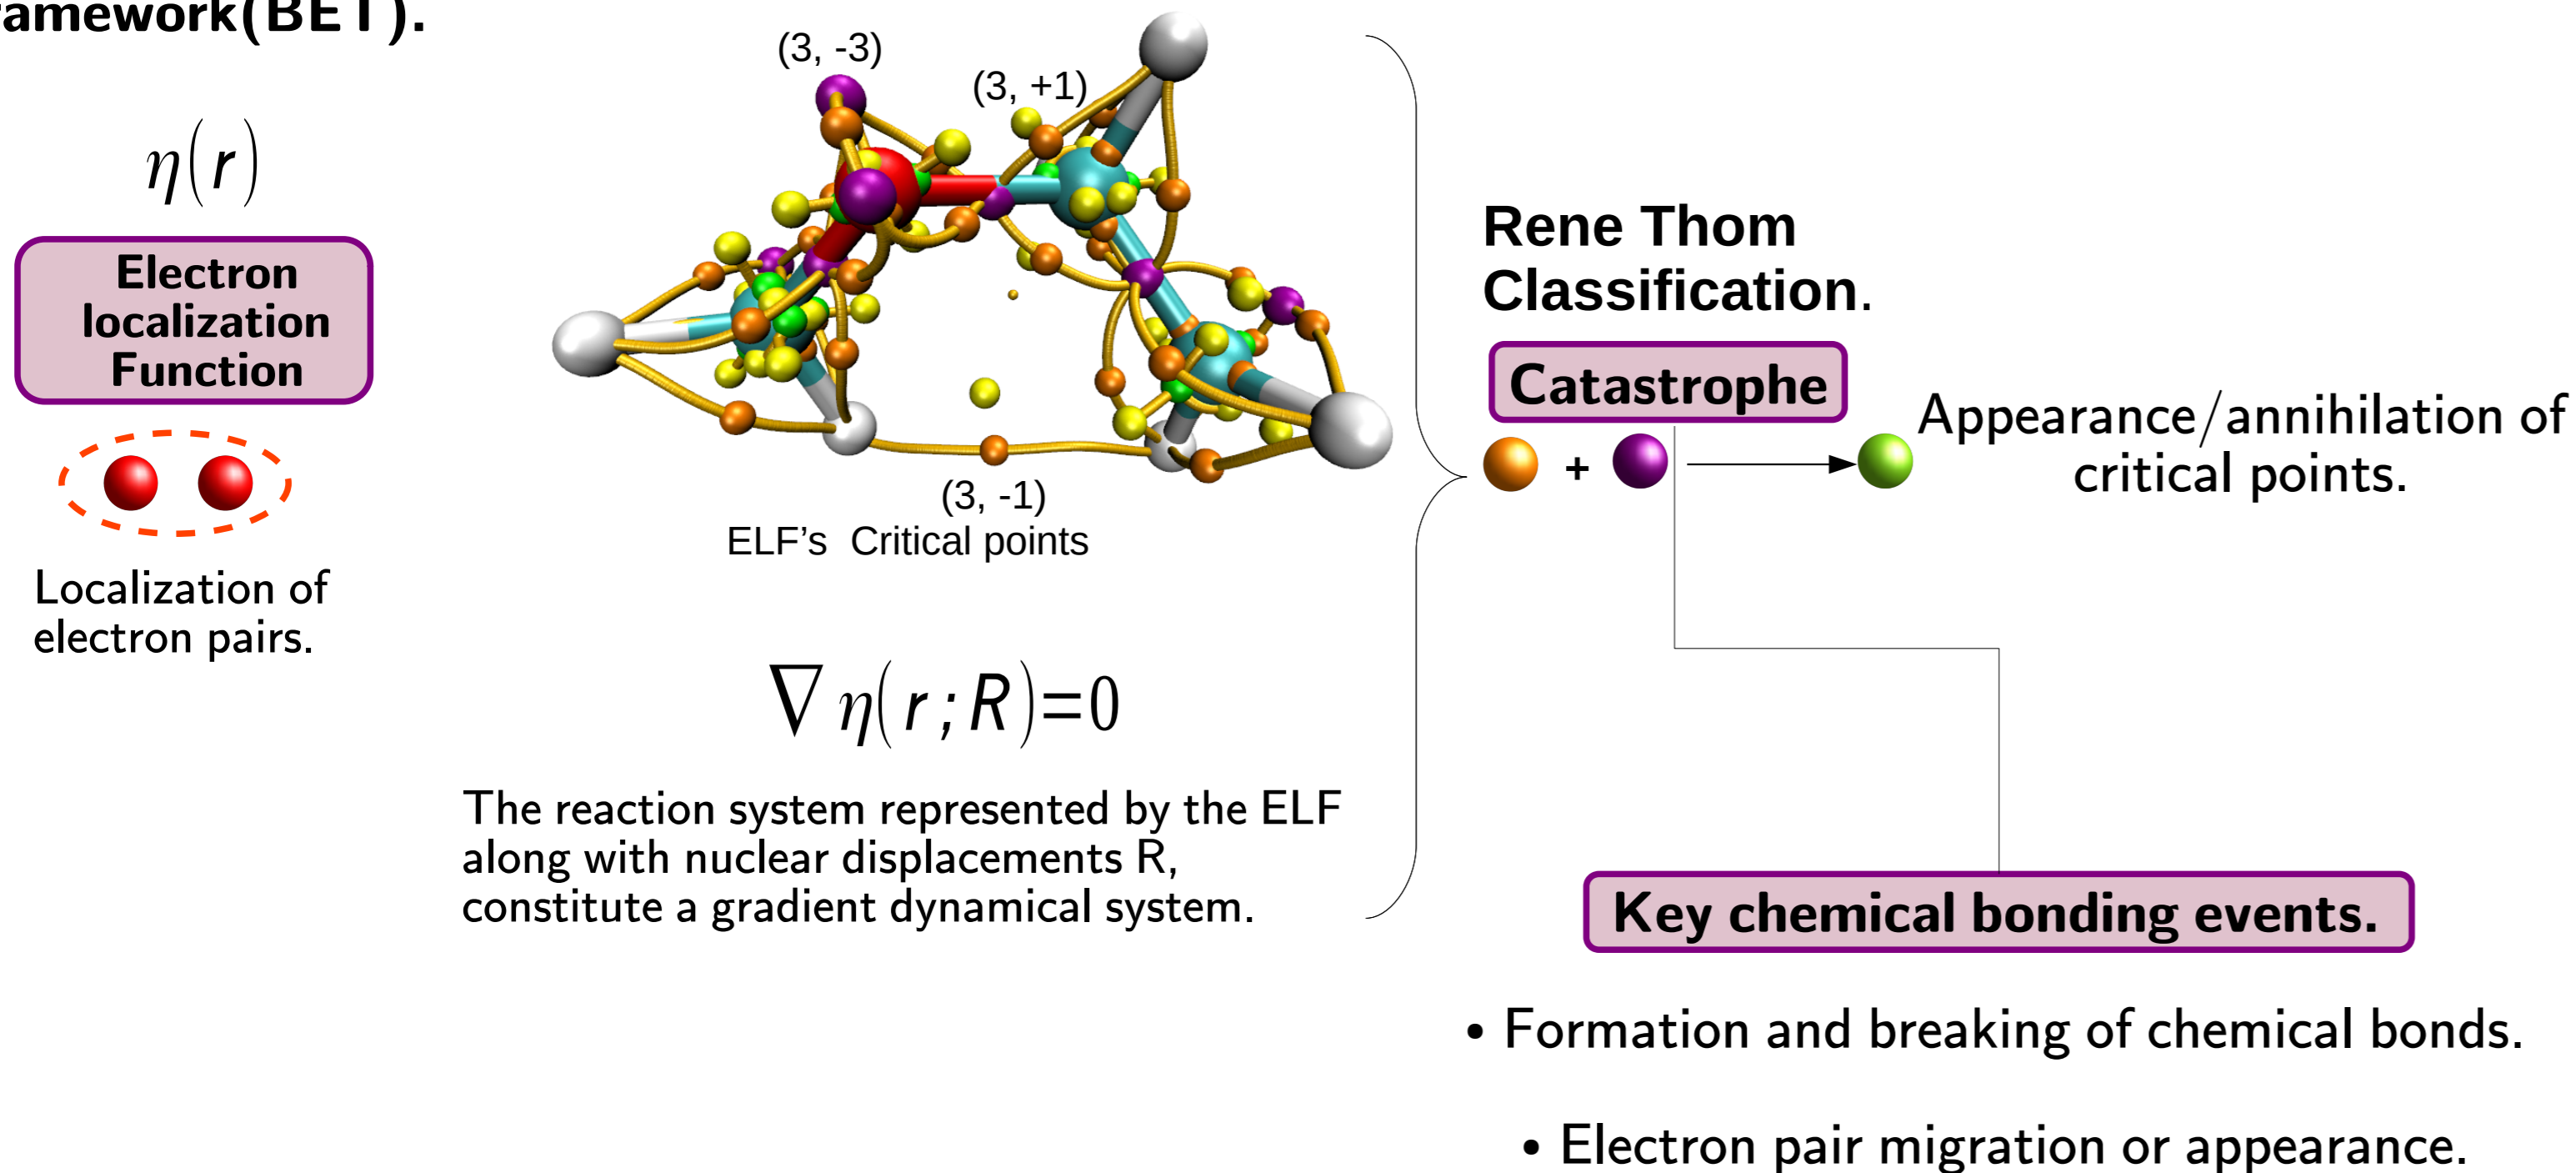 ramework(BET).
η(r)
Electron
localization
Function
Localization of
electron pairs.
(3, -3)
(3, +1)
(3, -1)
ELF’s Critical points
∇ η(r ; R)=0
The reaction system represented by the ELF
along with nuclear displacements R,
constitute a gradient dynamical system.
Rene Thom
Classification.
Catastrophe
+
Appearance/annihilation of
critical points.
Key chemical bonding events.
• Formation and breaking of chemical bonds.
• Electron pair migration or appearance.